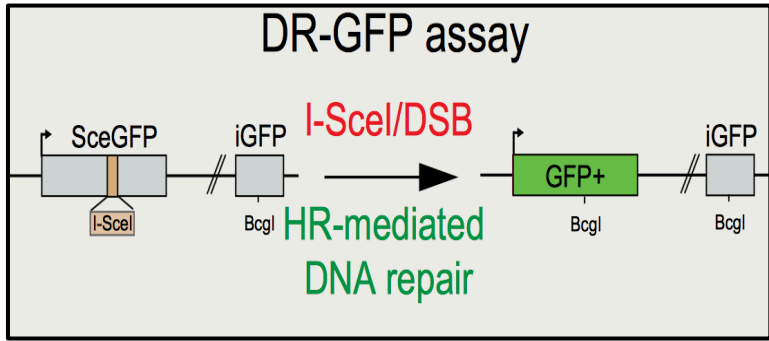 DR-GFP assay
SceGFP
iGFP
I-SceI
BcgI
I-SceI/DSB
HR-mediated
DNA repair
GFP+
BcgI
iGFP
BcgI